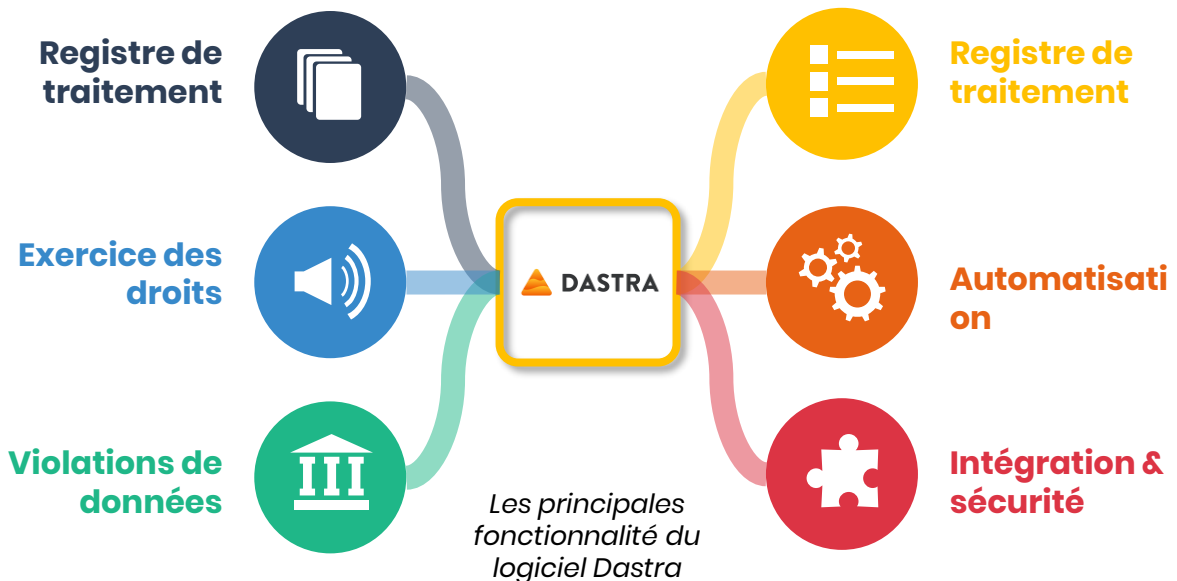 Registre de
traitement
Exercice des
droits
Violations de
données
DASTRA
Les principales
fonctionnalité du
logiciel Dastra
Registre de
traitement
Automatisati
on
Intégration &
sécurité